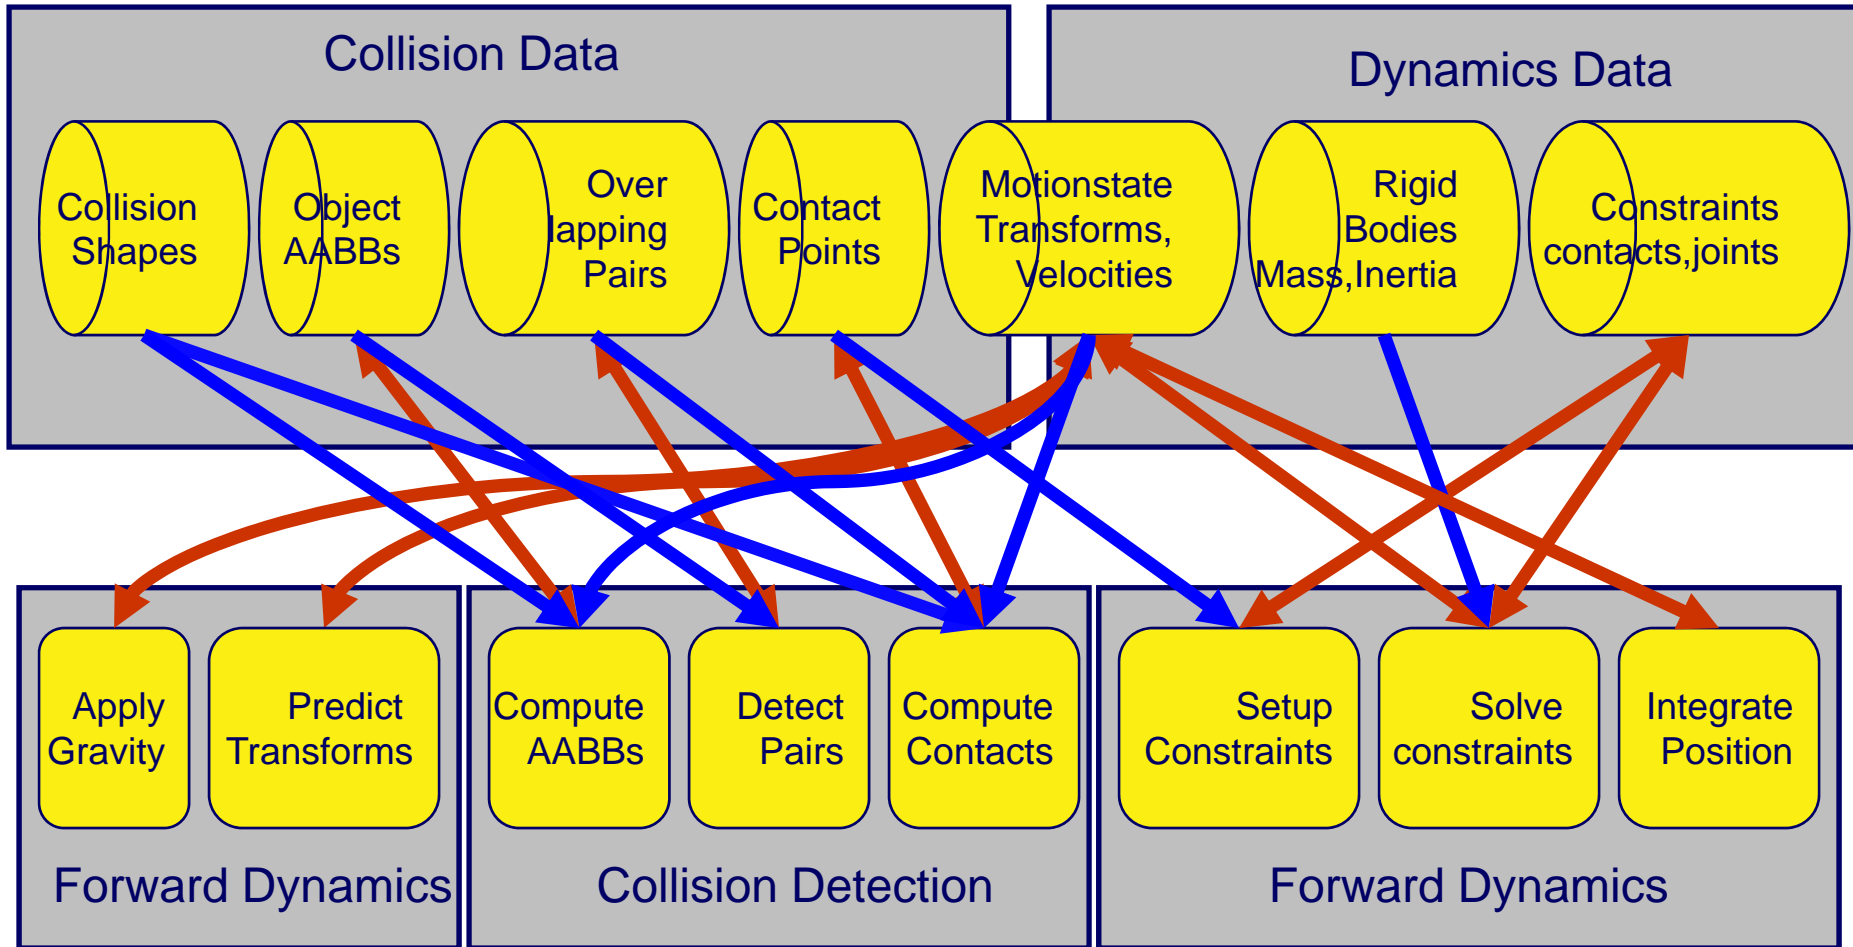 Collision Data
Dynamics Data
Collision
Shapes
Object
AABBs
Over
lapping
Pairs
Contact
Points
Motionstate
Transforms,
Velocities
Rigid
Bodies
Mass,Inertia
Constraints
contacts,joints
Apply
Gravity
Predict
Transforms
Compute
AABBs
Detect
Pairs
Compute
Contacts
Setup
Constraints
Solve
constraints
Integrate
Position
Forward Dynamics
Collision Detection
Forward Dynamics